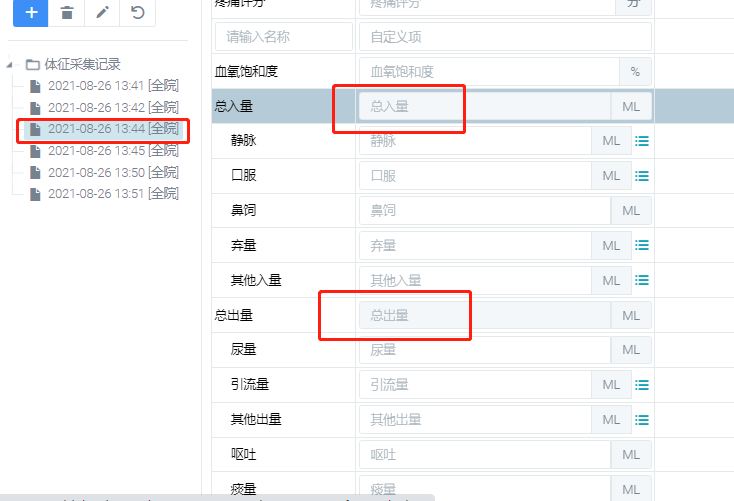 体征采集记录
2021-08-26 13:41 [全院]
2021-08-26 13:42 [全院]
2021-08-26 13:44 [全院]
2021-08-26 13:45 [全院]
2021-08-26 13:50 [全院]
2021-08-26 13:51 [全院]
疼痛评分 疼痛评分 分
请输入名称 自定义项
血氧饱和度 血氧饱和度 %
总入量 总入量 ML
静脉 静脉 ML
口服 口服 ML
鼻饲 鼻饲 ML
弃量 弃量 ML
其他入量 其他入量 ML
总出量 总出量 ML
尿量 尿量 ML
引流量 引流量 ML
其他出量 其他出量 ML
呕吐 呕吐 ML
痰量 痰量 ML